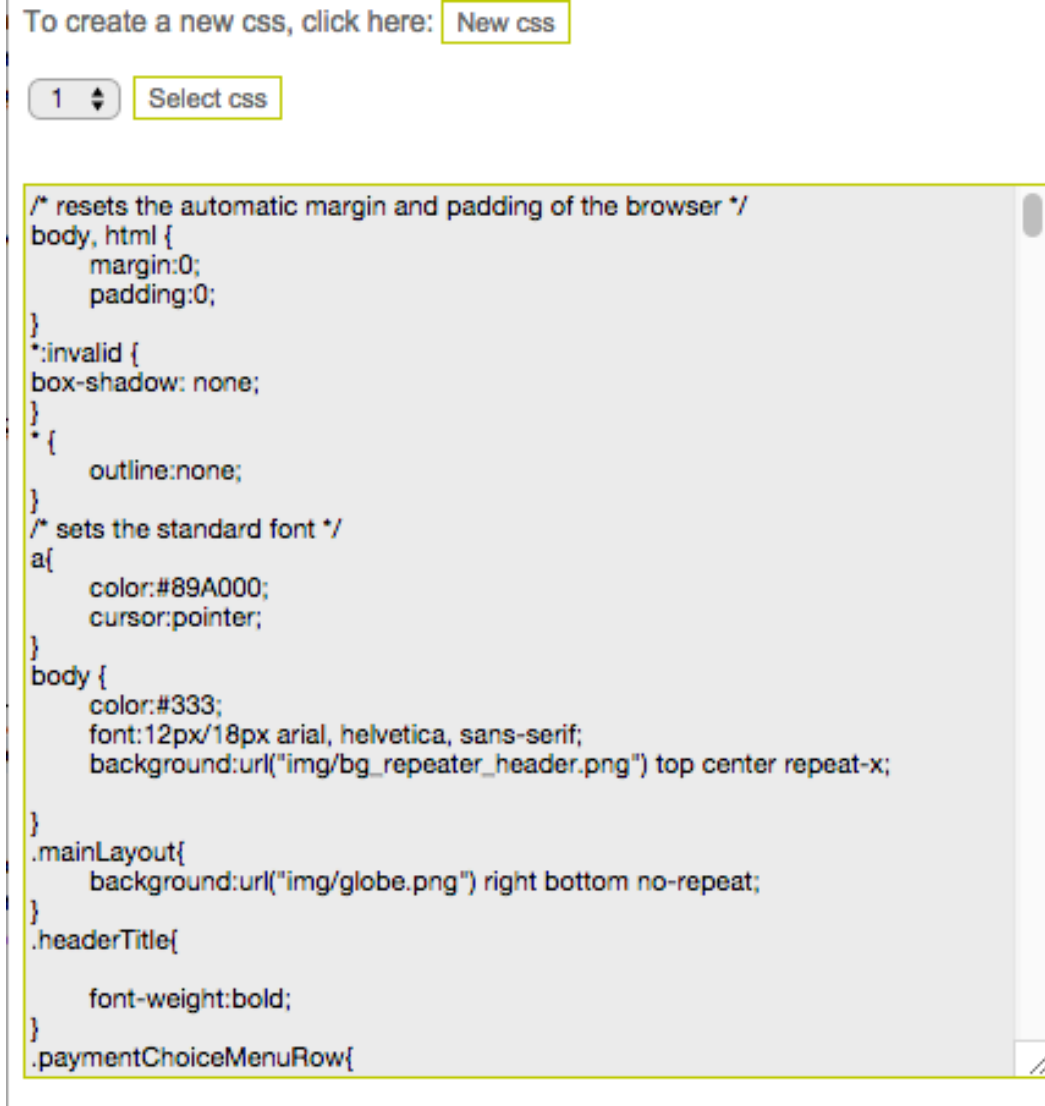 To create a new css, click here: New css
1 Select css
/* resets the automatic margin and padding of the browser */
body, html {
margin:0;
padding:0;
}
*:invalid {
box-shadow: none;
}
* {
outline:none;
}
/* sets the standard font */
a{
color:#89A000;
cursor:pointer;
}
body {
color:#333;
font:12px/18px arial, helvetica, sans-serif;
background:url("img/bg_repeater_header.png") top center repeat-x;
}
.mainLayout{
background:url("img/globe.png") right bottom no-repeat;
}
.headerTitle{
font-weight:bold;
}
.paymentChoiceMenuRow{